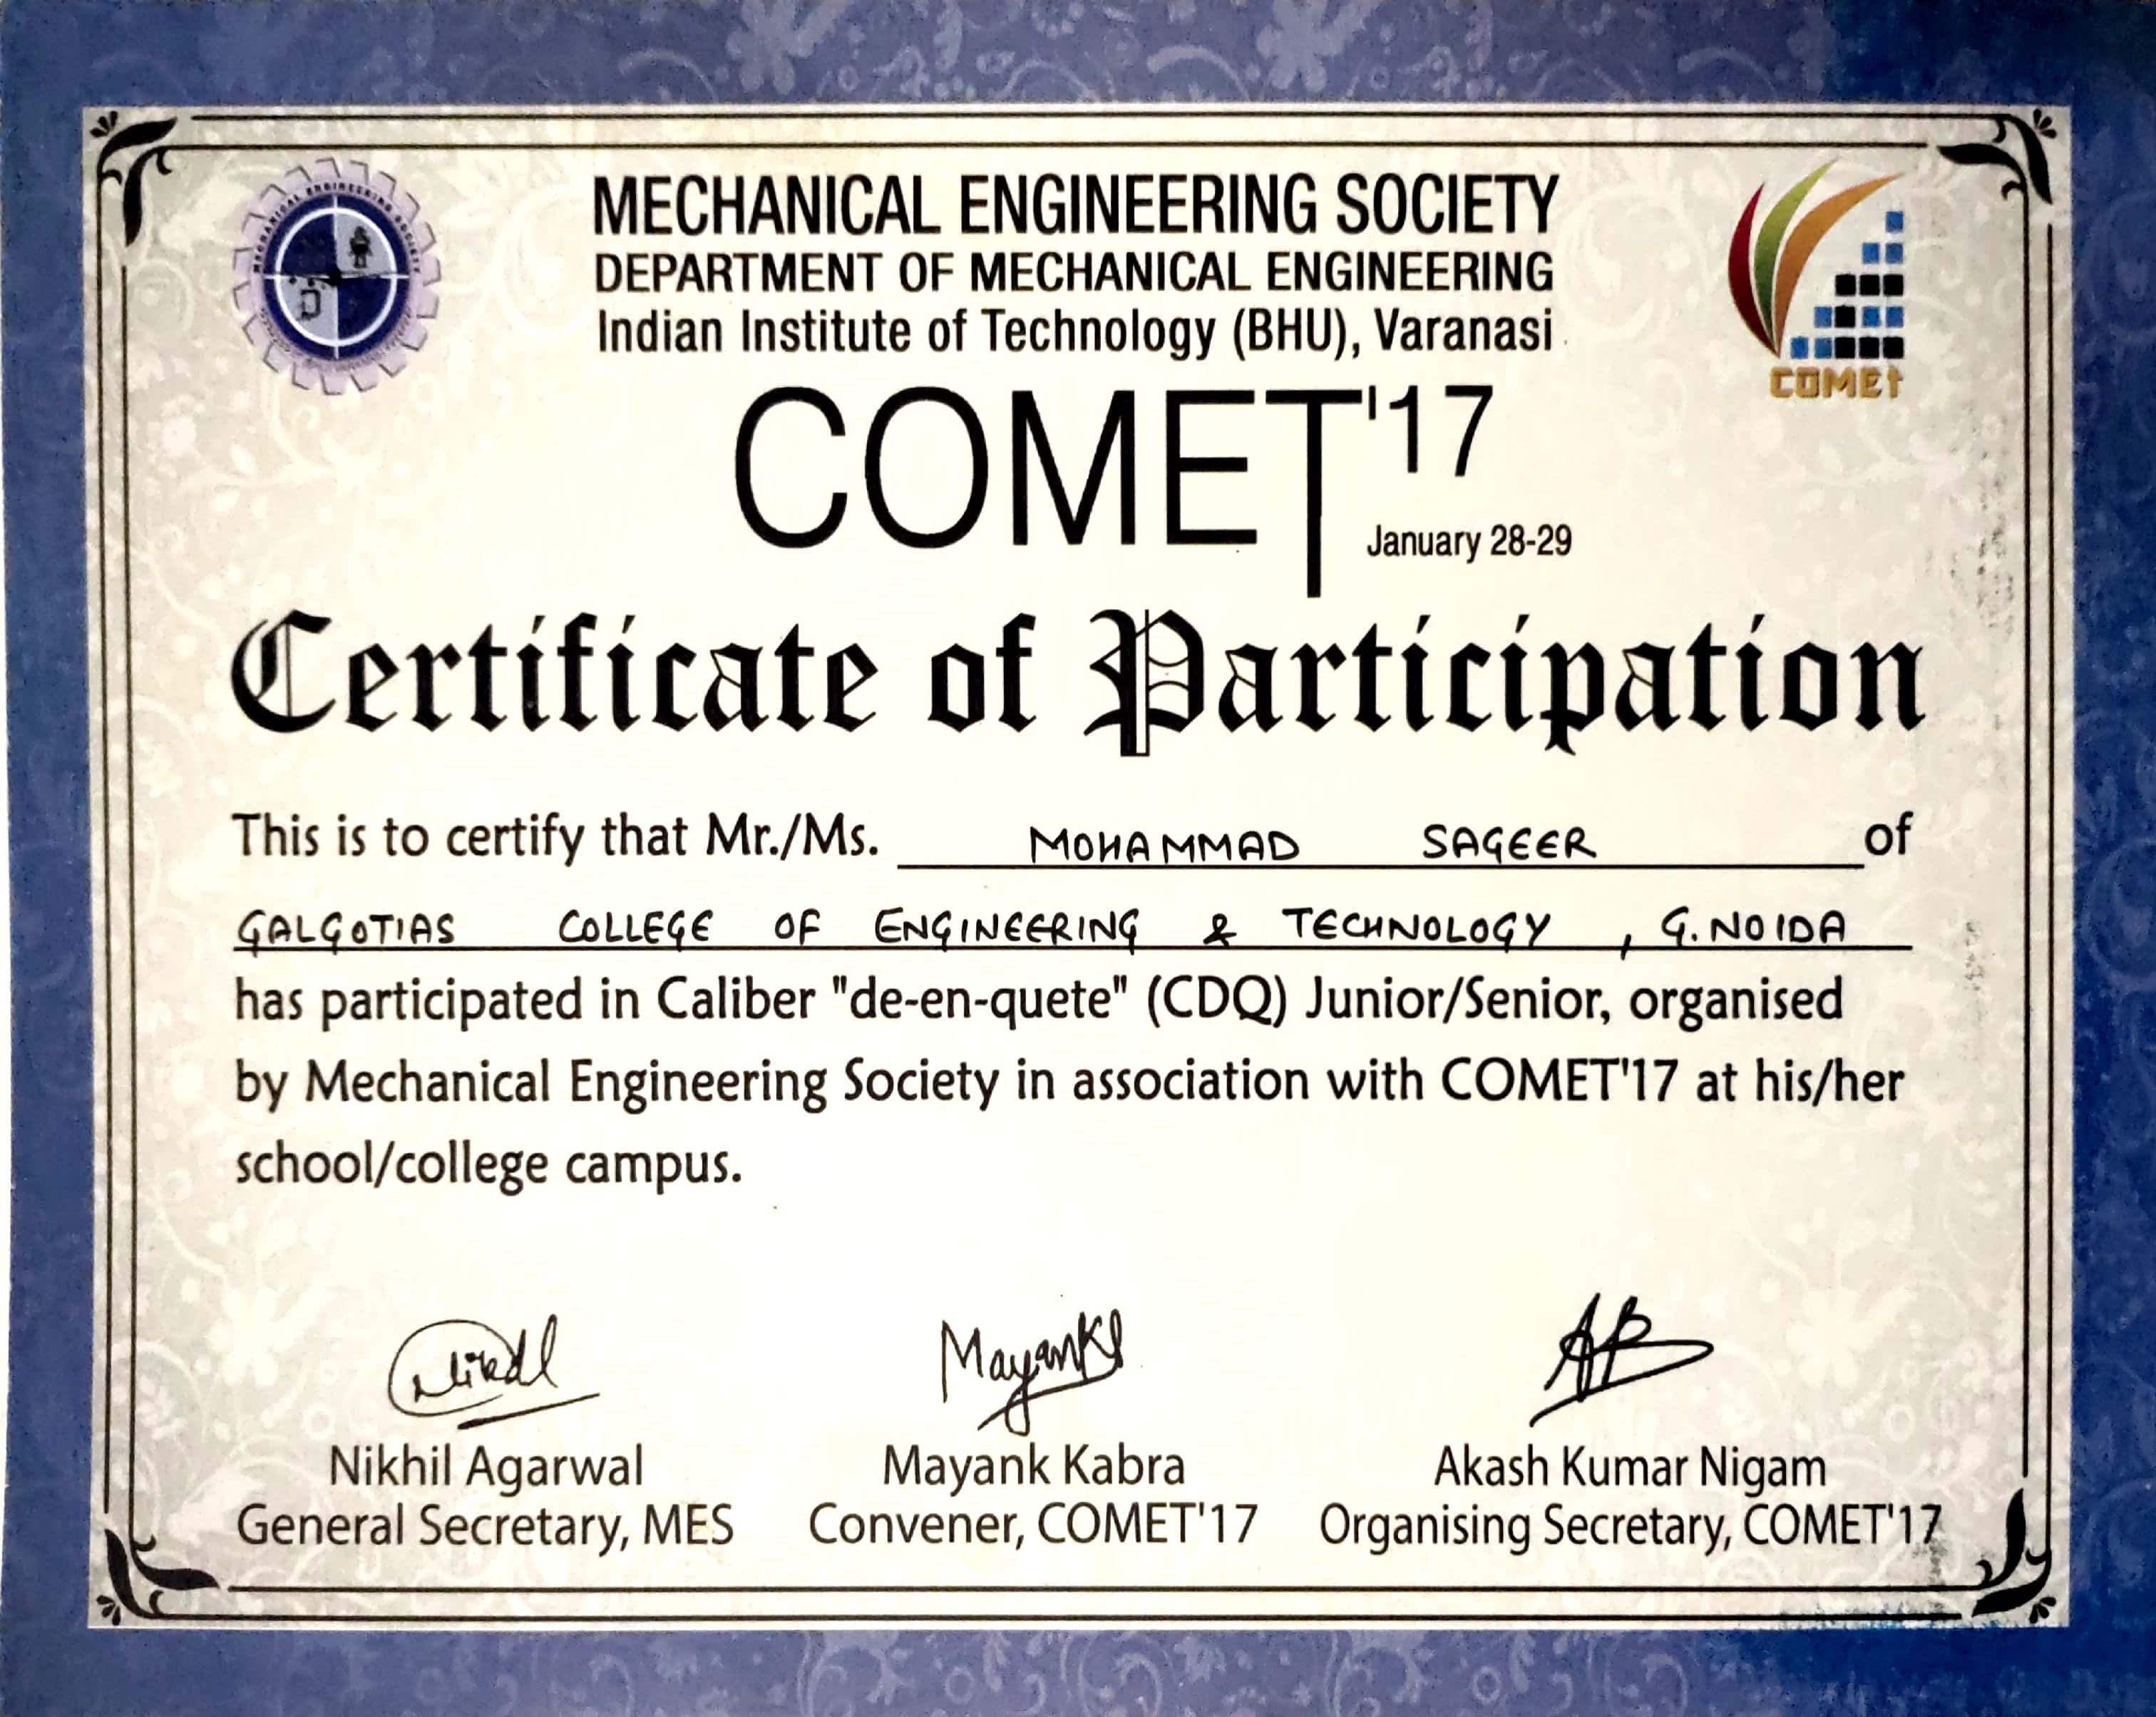 MECHANICAL ENGINEERING SOCIETY
MECHANICAL ENGINEERING SOCIETY
DEPARTMENT OF MECHANICAL ENGINEERING
Indian Institute of Technology (BHU), Varanasi
COMET
COMET'17
January 28-29
Certificate of Participation
This is to certify that Mr./Ms. MOHAMMAD SAGEER of
GALGOTIAS COLLEGE OF ENGINEERING & TECHNOLOGY, G. NOIDA
has participated in Caliber "de-en-quete" (CDQ) Junior/Senior, organised
by Mechanical Engineering Society in association with COMET'17 at his/her
school/college campus.
Nikhil Agarwal Mayank Kabra Akash Kumar Nigam
General Secretary, MES Convener, COMET'17 Organising Secretary, COMET'17